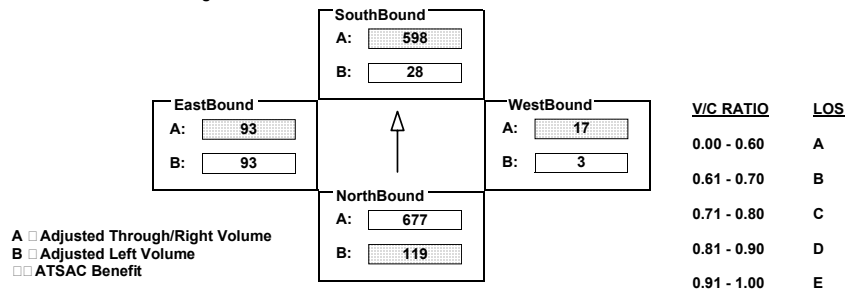 SouthBound
A: 598
B: 28
EastBound
A: 93
B: 93
WestBound
A: 17
B: 3
NorthBound
A: 677
B: 119
A □ Adjusted Through/Right Volume
B □ Adjusted Left Volume
□□ ATSAC Benefit
V/C RATIO LOS
0.00 - 0.60 A
0.61 - 0.70 B
0.71 - 0.80 C
0.81 - 0.90 D
0.91 - 1.00 E